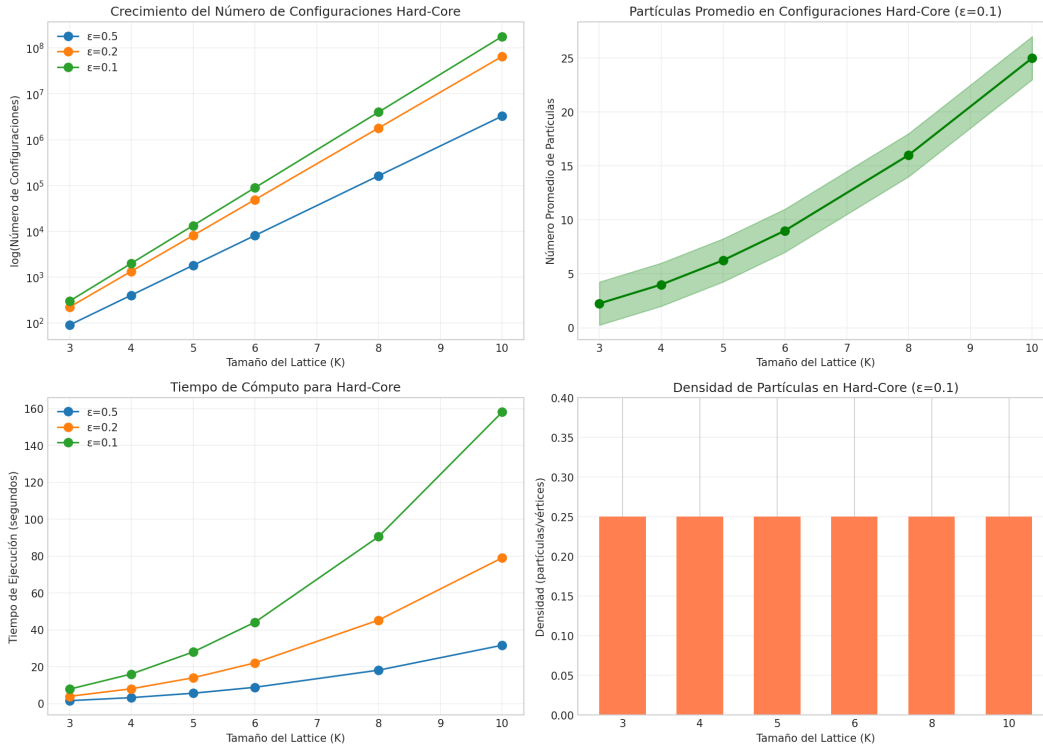 Crecimiento del Número de Configuraciones Hard-Core
log(Número de Configuraciones)
ε=0.5
ε=0.2
ε=0.1
10^8
10^7
10^6
10^5
10^4
10^3
10^2
3 4 5 6 7 8 9 10
Tamaño del Lattice (K)
Partículas Promedio en Configuraciones Hard-Core (ε=0.1)
Número Promedio de Partículas
25
20
15
10
5
0
3 4 5 6 7 8 9 10
Tamaño del Lattice (K)
Tiempo de Cómputo para Hard-Core
Tiempo de Ejecución (segundos)
ε=0.5
ε=0.2
ε=0.1
160
140
120
100
80
60
40
20
0
3 4 5 6 7 8 9 10
Tamaño del Lattice (K)
Densidad de Partículas en Hard-Core (ε=0.1)
Densidad (partículas/vértices)
0.40
0.35
0.30
0.25
0.20
0.15
0.10
0.05
0.00
3 4 5 6 8 10
Tamaño del Lattice (K)